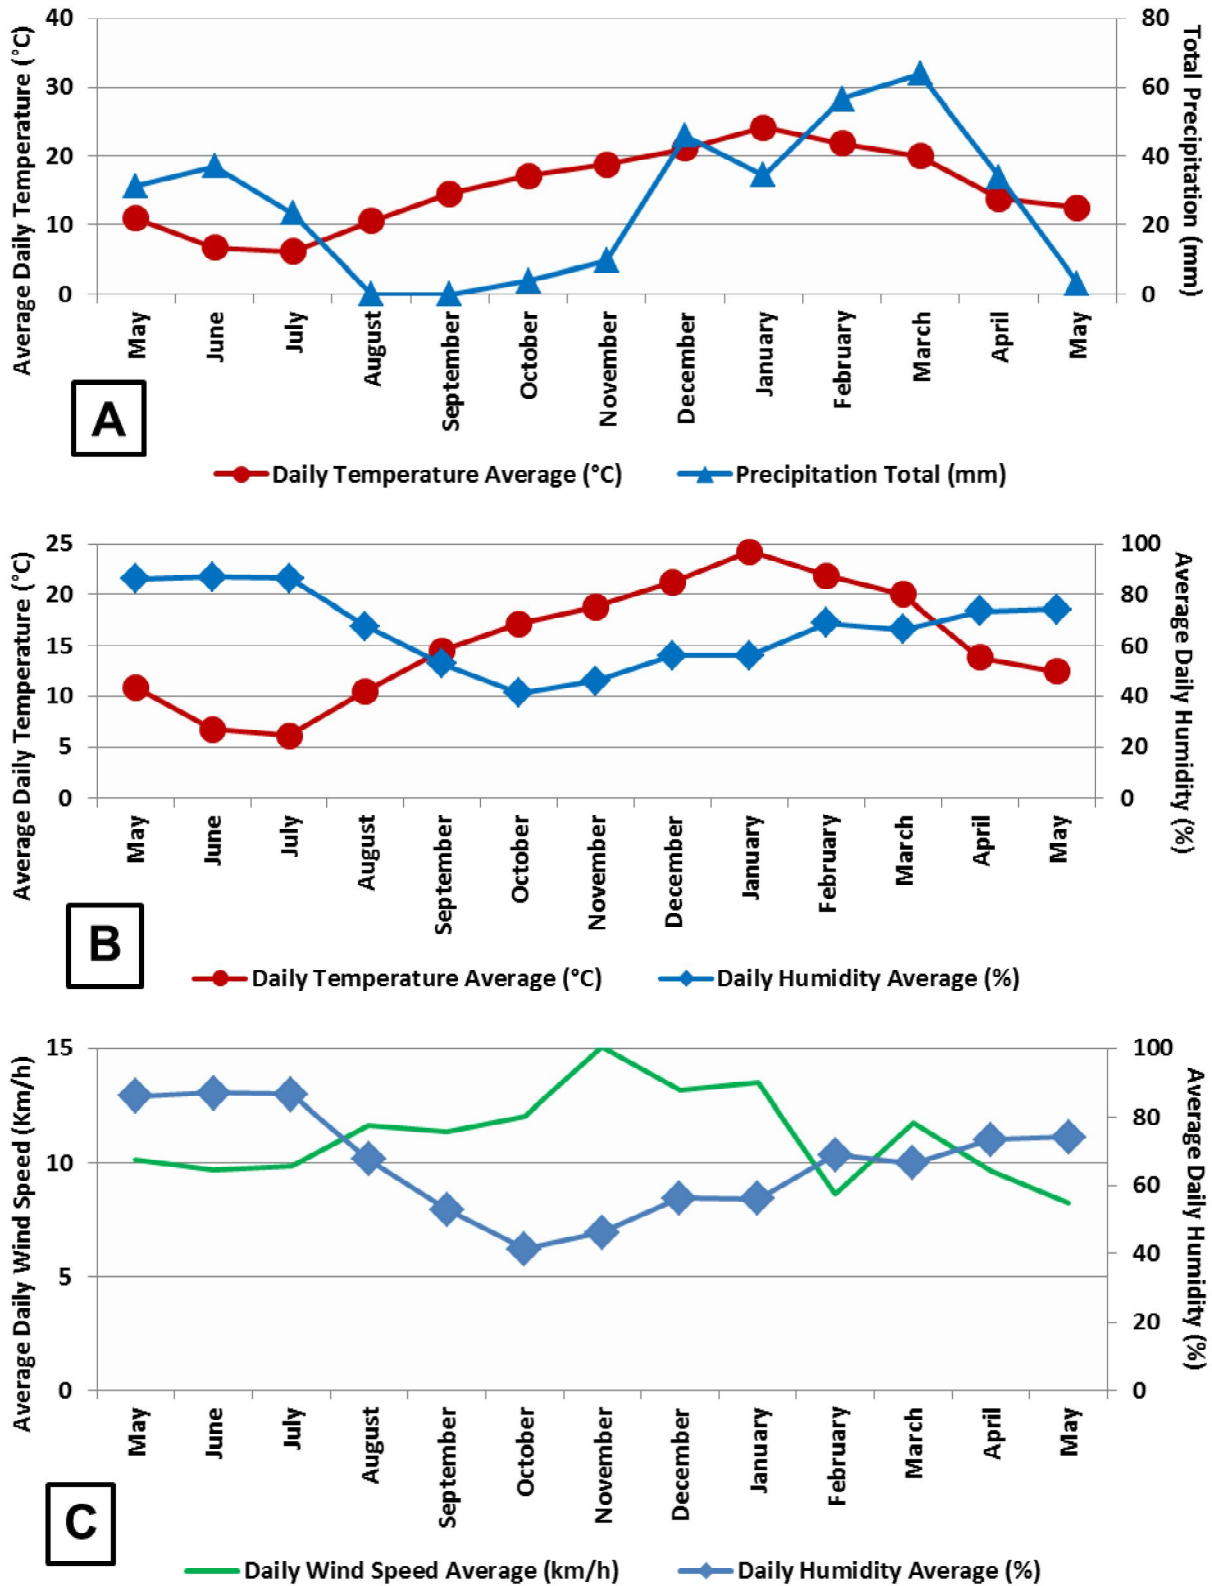 Average Daily Temperature (°C)
40
30
20
10
0
80
60
40
20
0
Total Precipitation (mm)
May
June
July
August
September
October
November
December
January
February
March
April
May
A
Daily Temperature Average (°C)
Precipitation Total (mm)
Average Daily Temperature (°C)
25
20
15
10
5
0
100
80
60
40
20
0
Average Daily Humidity (%)
May
June
July
August
September
October
November
December
January
February
March
April
May
B
Daily Temperature Average (°C)
Daily Humidity Average (%)
Average Daily Wind Speed (Km/h)
15
10
5
0
100
80
60
40
20
0
Average Daily Humidity (%)
May
June
July
August
September
October
November
December
January
February
March
April
May
C
Daily Wind Speed Average (km/h)
Daily Humidity Average (%)